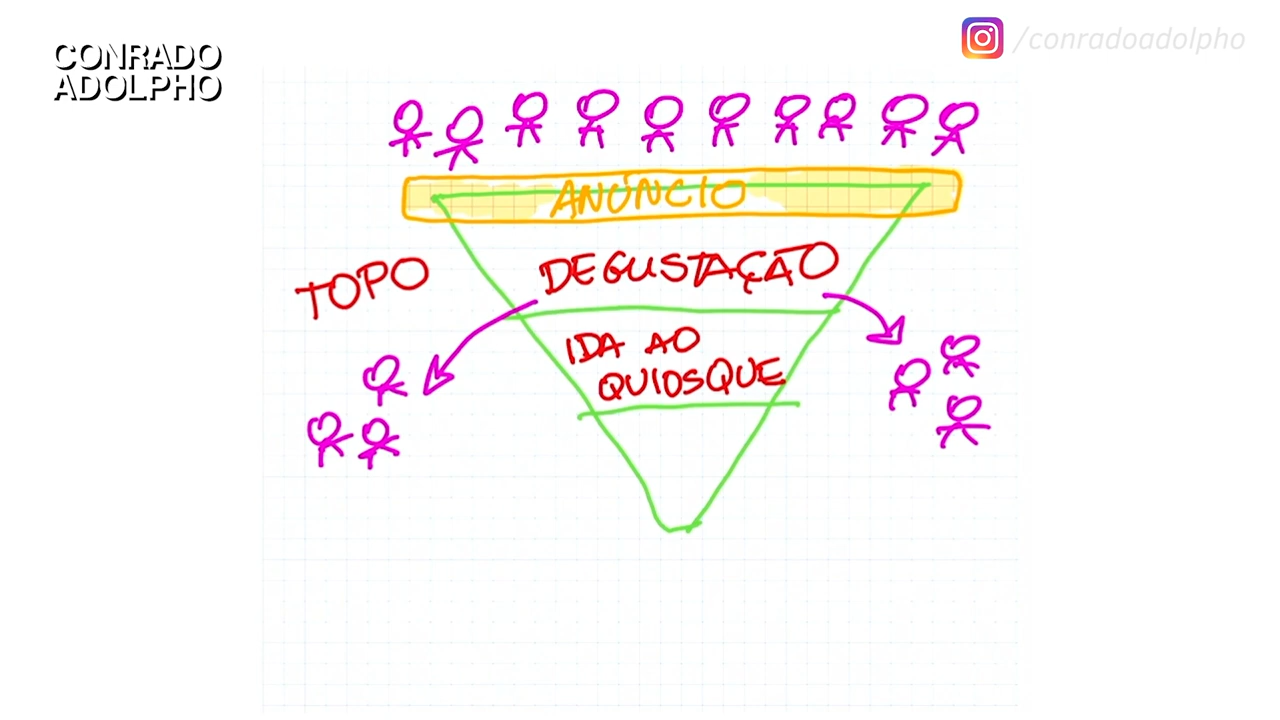 CONRADO
ADOLPHO
/conradoadolpho
ANÚNCIO
TOPO
DEGUSTAÇÃO
IDA AO
QUIOSQUE